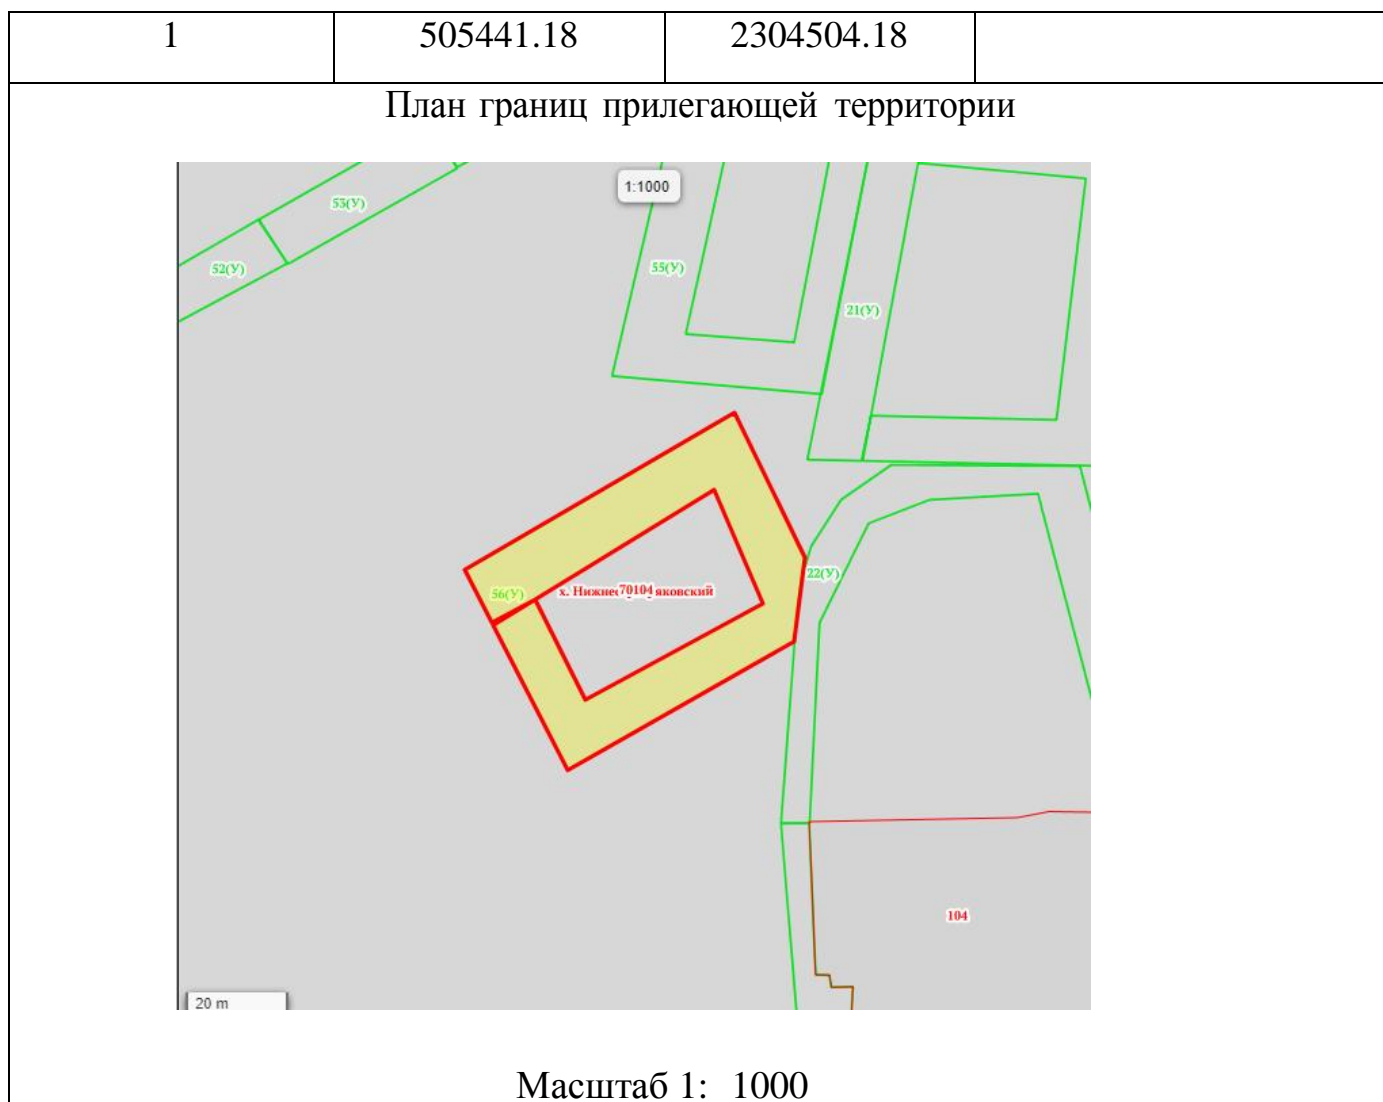 1 505441.18 2304504.18
План границ прилегающей территории
1:1000
53(У)
52(У)
55(У)
21(У)
22(У)
56(У)
х. 70104
104
20 m
Масштаб 1: 1000